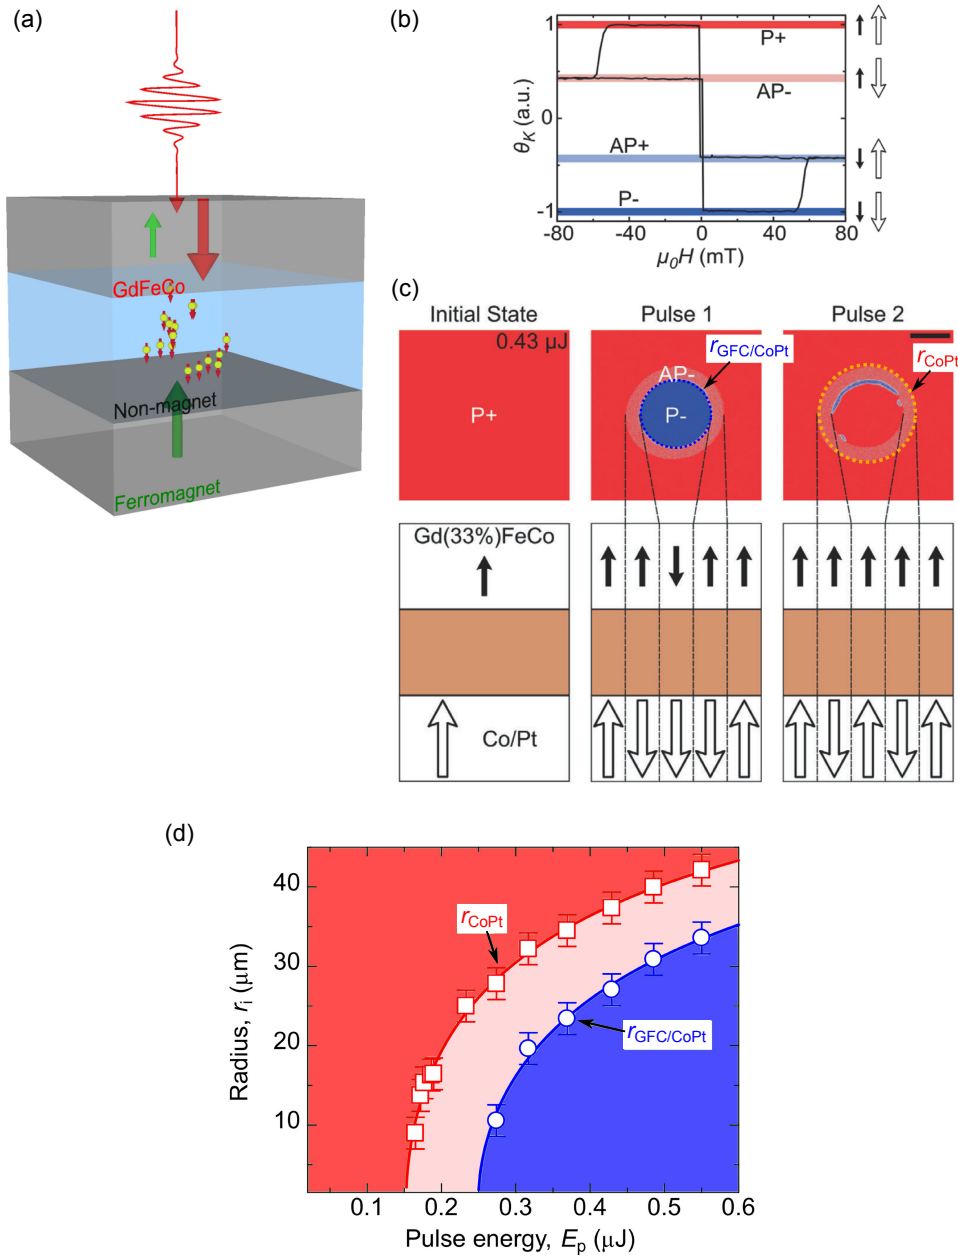 (a)
GdFeCo
Non-magnet
Ferromagnet
(b)
1
0
-1
θK (a.u.)
P+
AP-
AP+
P-
-80 -40 0 40 80
μ0H (mT)
(c)
Initial State
0.43 μJ
P+
Pulse 1
rGFC/CoPt
AP-
P-
Pulse 2
rCoPt
Gd(33%)FeCo
Co/Pt
(d)
40
30
20
10
Radius, ri (μm)
rCoPt
rGFC/CoPt
0.1 0.2 0.3 0.4 0.5 0.6
Pulse energy, Ep (μJ)